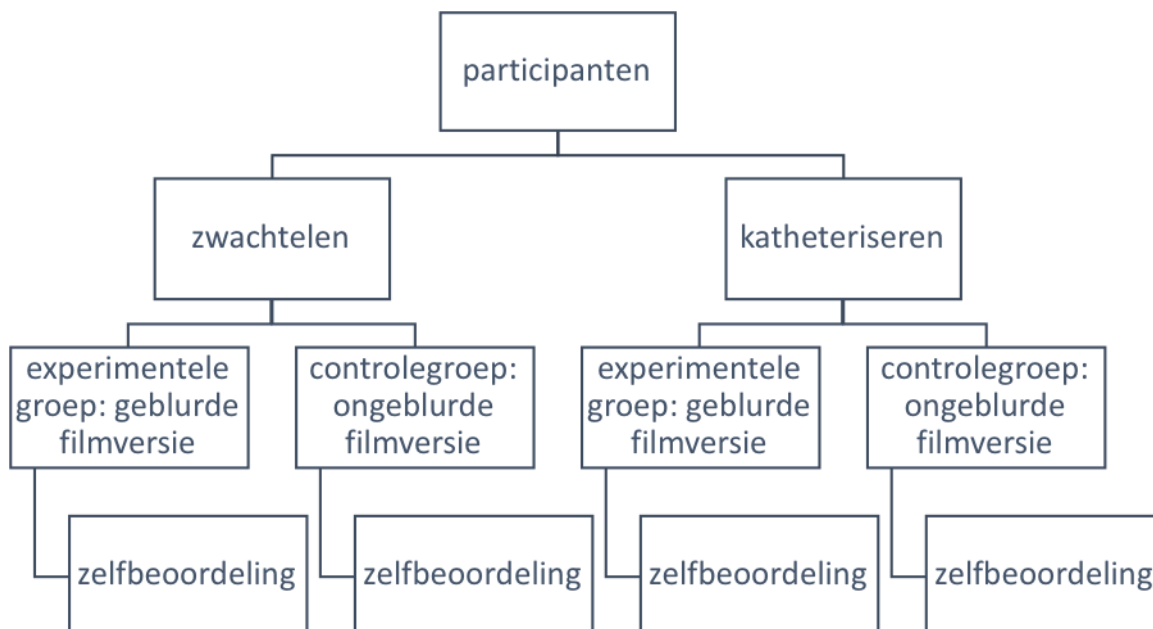 participanten
zwachtelen
katheteriseren
experimentele
groep: geblurde
filmversie
controlegroep:
ongeblurde
filmversie
experimentele
groep: geblurde
filmversie
controlegroep:
ongeblurde
filmversie
zelfbeoordeling
zelfbeoordeling
zelfbeoordeling
zelfbeoordeling